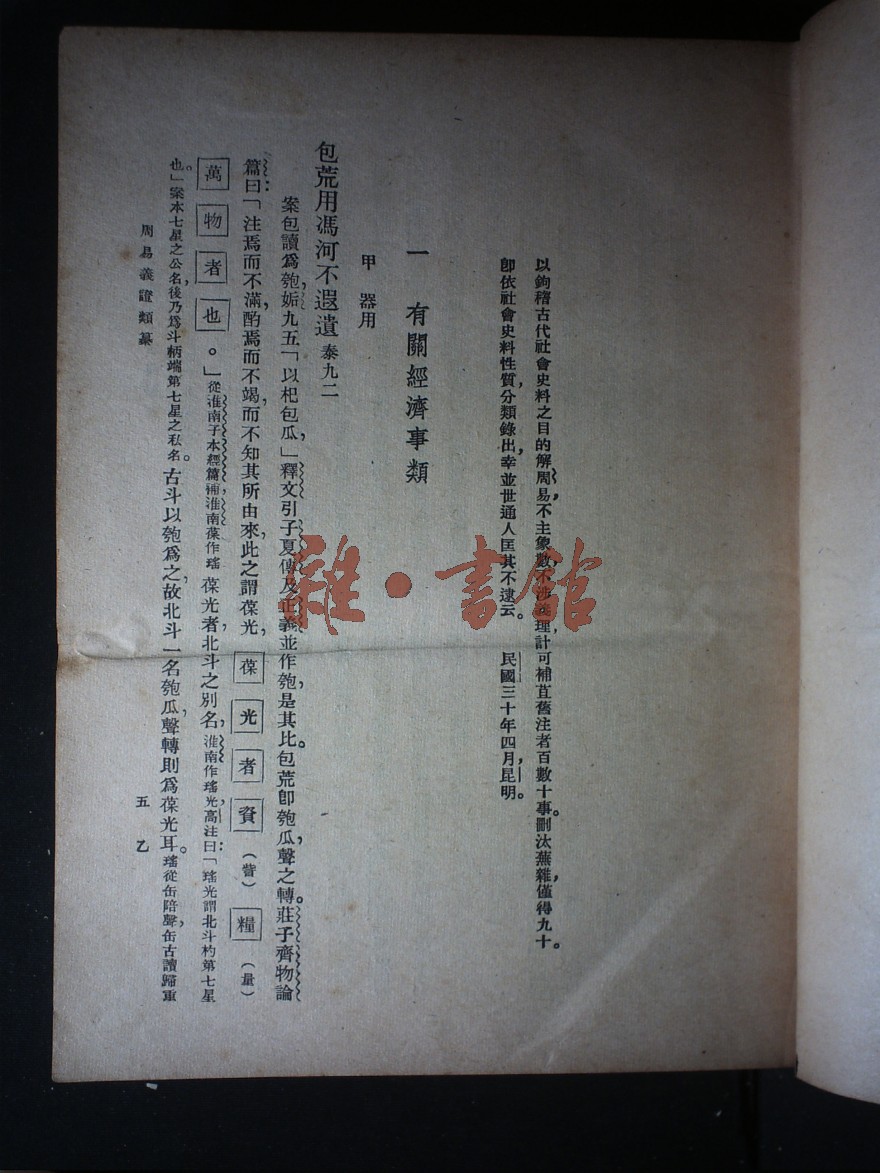 以鉤稽古代社會史料之目的解周易，不主象數，不涉義理，計可補苴舊注者百數十事。刪汰蕪雜，僅得九十。
卽依社會史料性質，分類錄出，幸並世通人匡其不逮云。　民國三十年四月，昆明。
一　有關經濟事類
甲　器用
包荒用馮河不遐遺　泰九二
案包讀爲匏，姤九五「以杞包瓜，」釋文引子夏傳及正義並作匏，是其比。包荒卽匏瓜，聲之轉。莊子齊物論
篇曰：「注焉而不滿，酌焉而不竭，而不知其所由來，此之謂葆光，葆光者資（訾）糧（量）
萬物者也。」從淮南子本經篇補，淮南葆作瑤　葆光者，北斗之別名，淮南作瑤光，高注曰：「瑤光謂北斗杓第七星
也。」案本七星之公名，後乃爲斗柄端第七星之私名。古斗以匏爲之，故北斗一名匏瓜，聲轉則爲葆光耳。瑤從缶陪聲，缶古讀歸重
周易義證類纂
五　乙
雜·書館